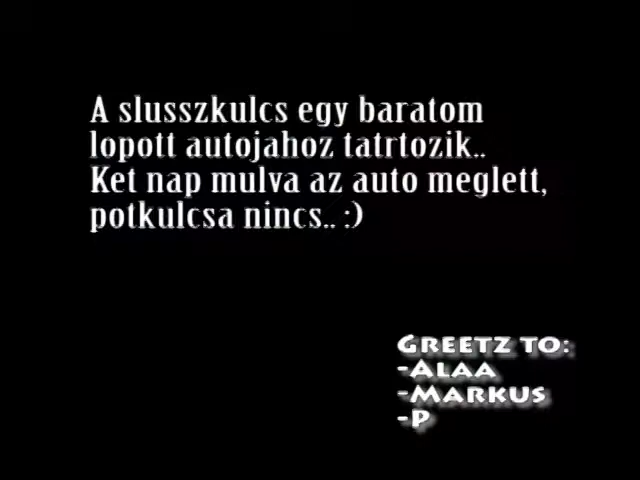 A slusszkulcs egy baratom
lopott autojahoz tatrtozik..
Ket nap mulva az auto meglett,
potkulcsa nincs.. :)
Greetz to:
-Alaa
-Markus
-P